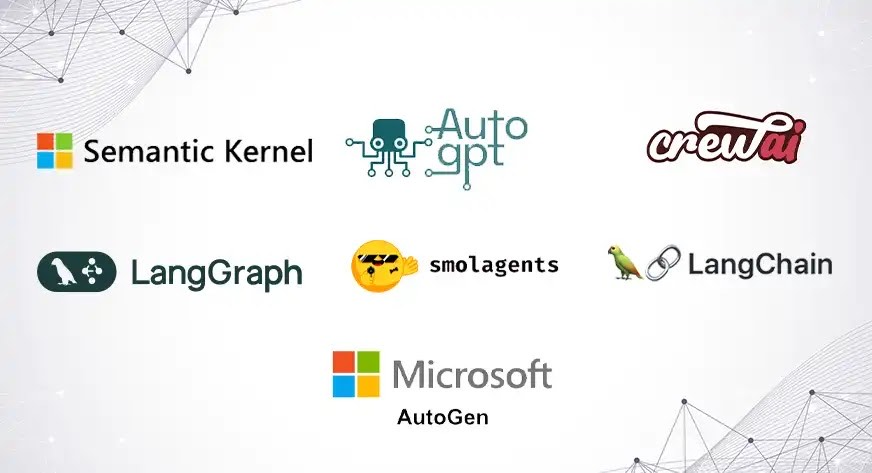 Semantic Kernel
Auto
gpt
crewai
LangGraph
smolagents
LangChain
Microsoft
AutoGen